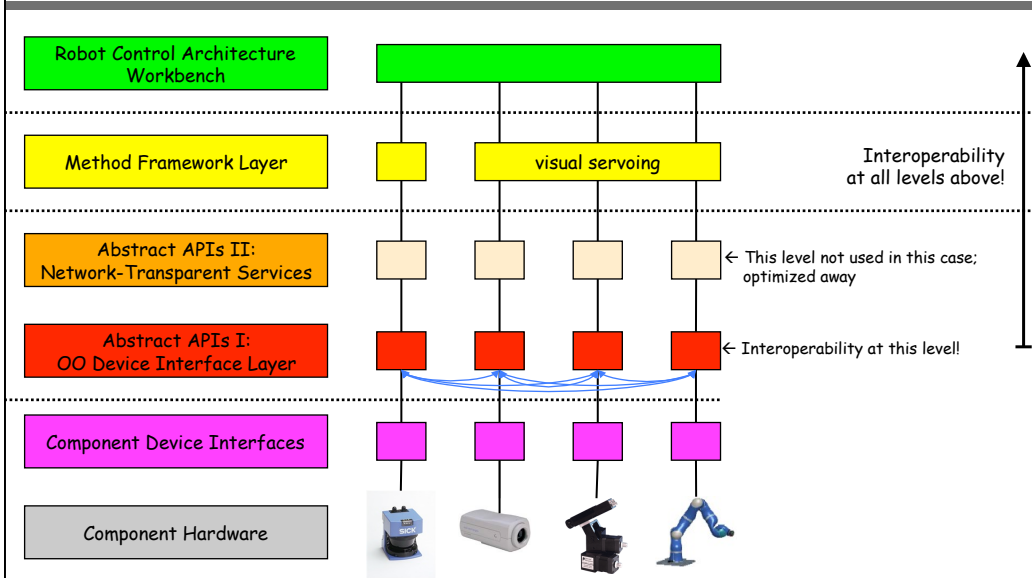 Robot Control Architecture
Workbench
Method Framework Layer
visual servoing
Interoperability
at all levels above!
Abstract APIs II:
Network-Transparent Services
← This level not used in this case;
optimized away
Abstract APIs I:
OO Device Interface Layer
← Interoperability at this level!
Component Device Interfaces
Component Hardware
SICK